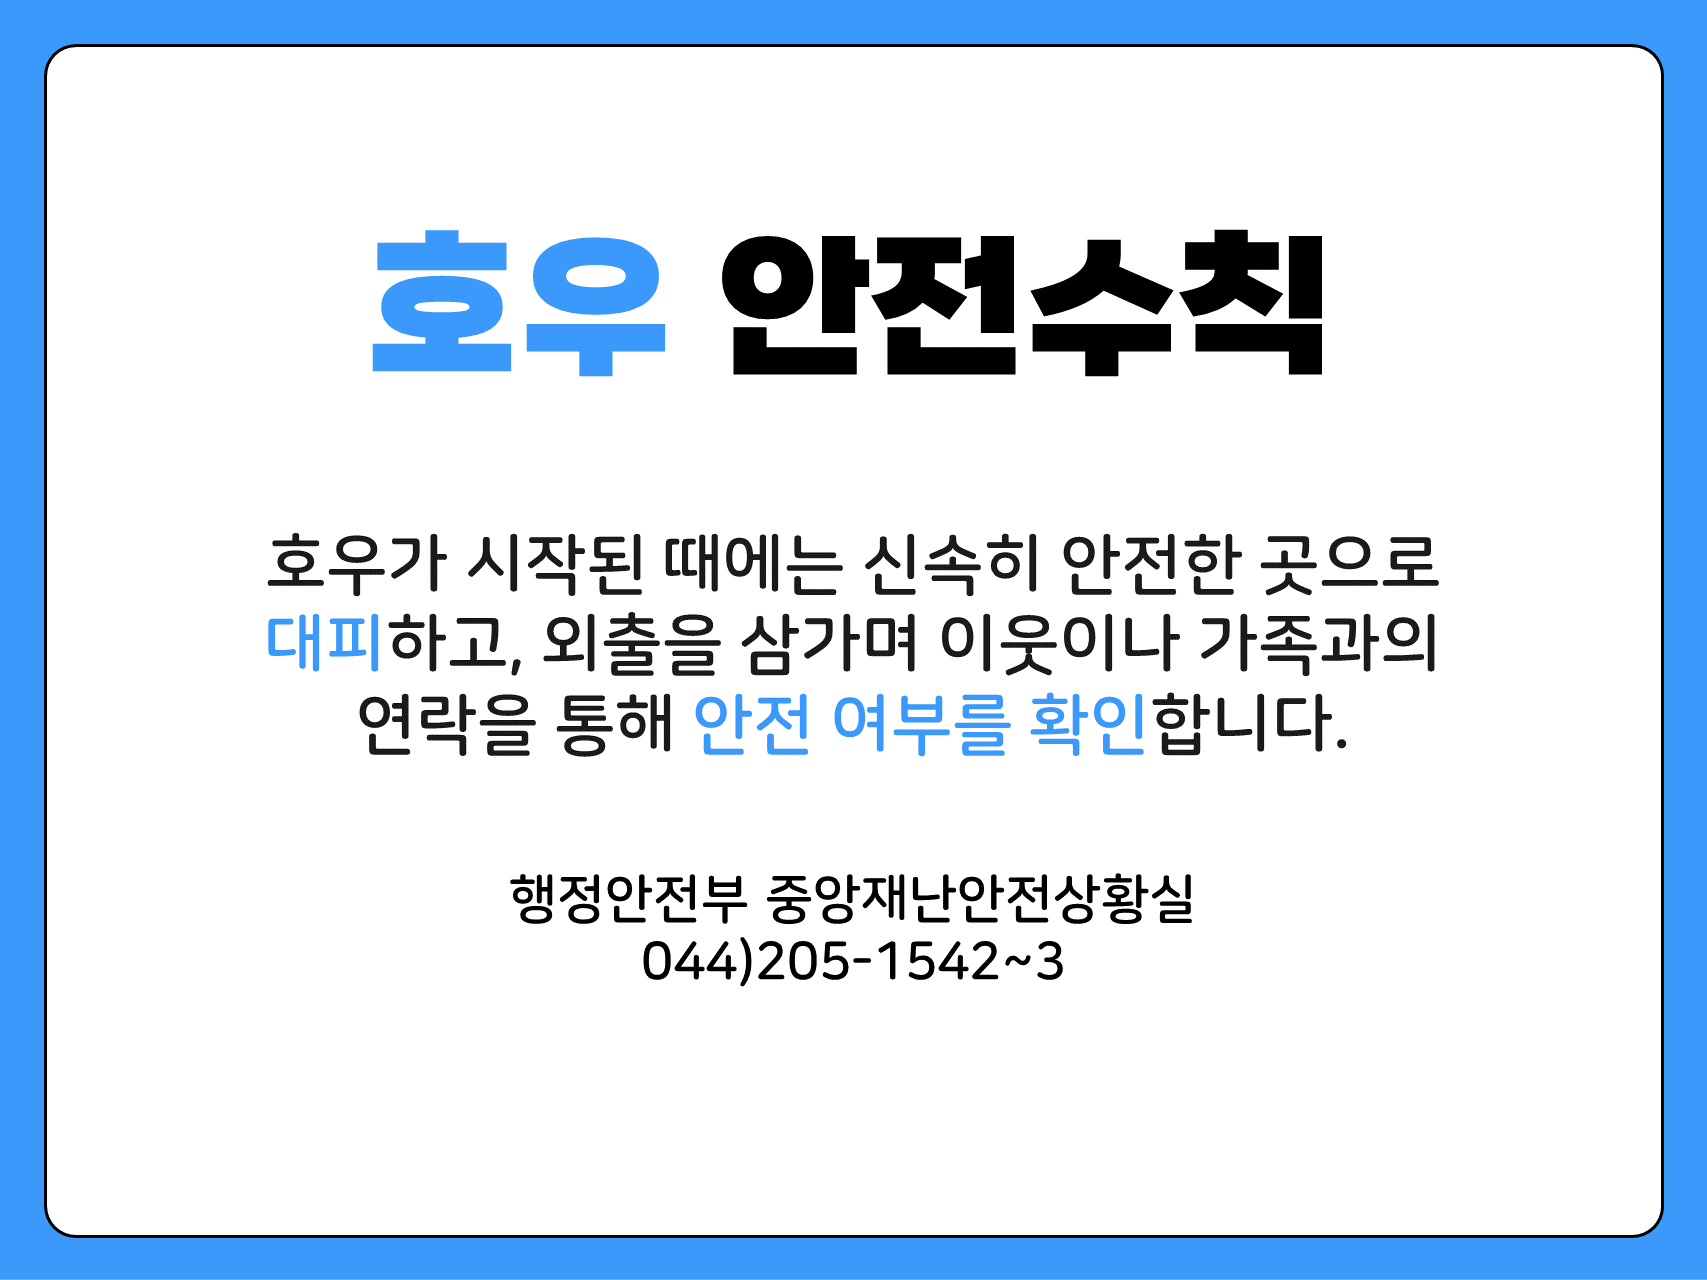 호우 안전수칙
호우가 시작된 때에는 신속히 안전한 곳으로
대피하고, 외출을 삼가며 이웃이나 가족과의
연락을 통해 안전 여부를 확인합니다.
행정안전부 중앙재난안전상황실
044)205-1542~3